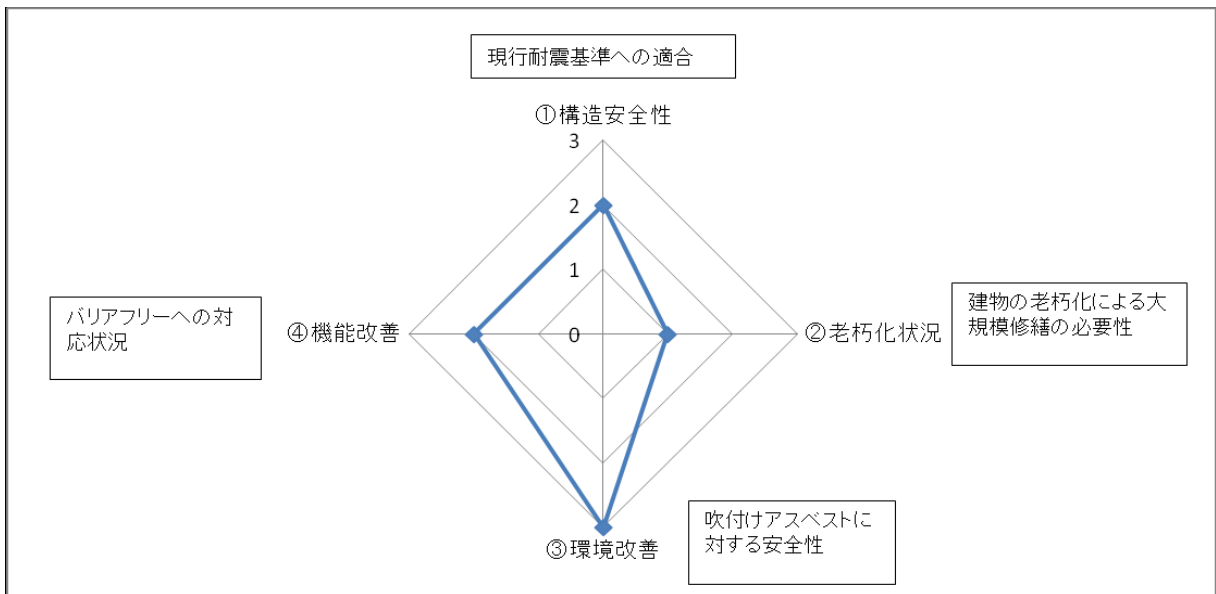 現行耐震基準への適合
①構造安全性
3
2
1
0
バリアフリーへの対
応状況
④機能改善
②老朽化状況
建物の老朽化による大
規模修繕の必要性
③環境改善
吹付けアスベストに
対する安全性